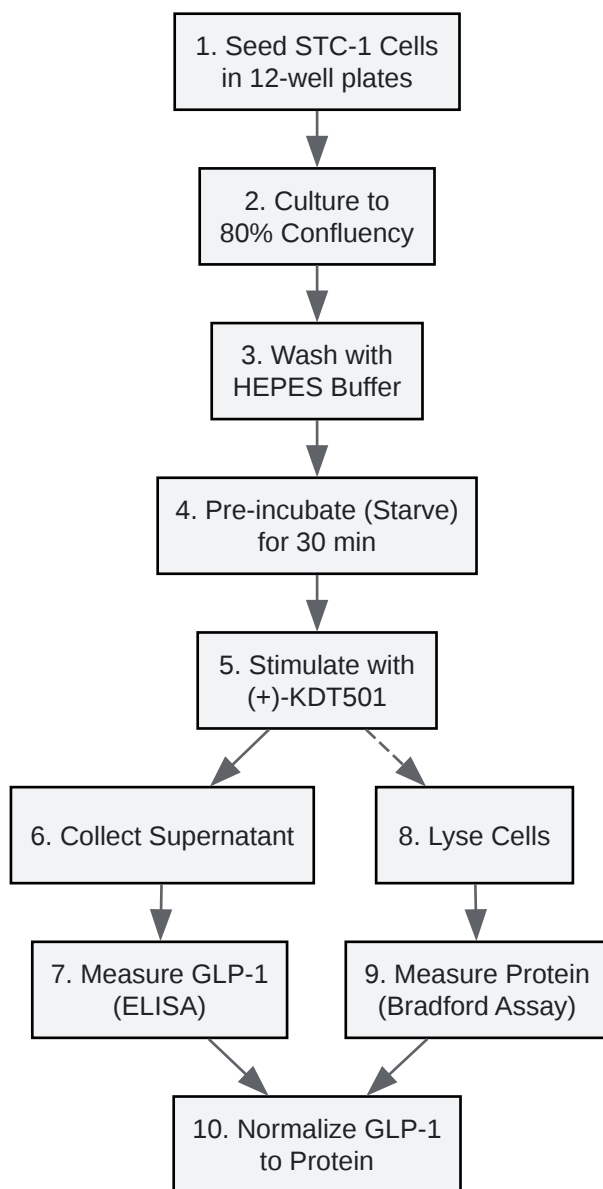 1. Seed STC-1 Cells
in 12-well plates
2. Culture to
80% Confluency
3. Wash with
HEPES Buffer
4. Pre-incubate (Starve)
for 30 min
5. Stimulate with
(+)-KDT501
6. Collect Supernatant
8. Lyse Cells
7. Measure GLP-1
(ELISA)
9. Measure Protein
(Bradford Assay)
10. Normalize GLP-1
to Protein